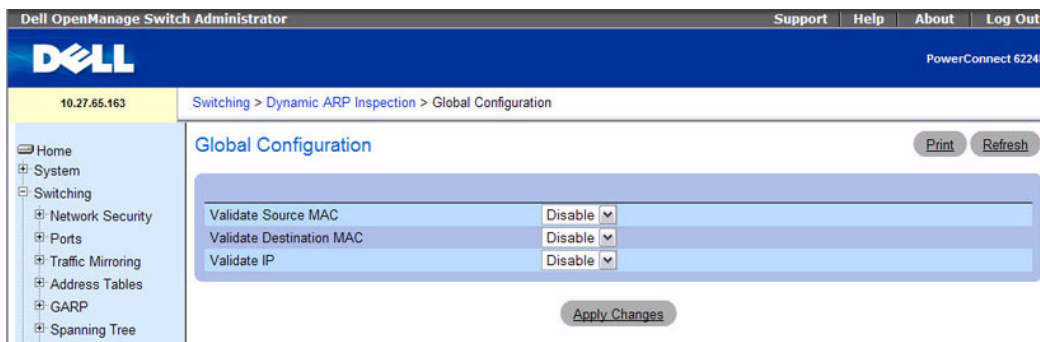 Dell OpenManage Switch Administrator Support Help About Log Out
DELL
PowerConnect 6224
10.27.65.163
Switching > Dynamic ARP Inspection > Global Configuration
Global Configuration
Print Refresh
Home
System
Switching
Network Security
Ports
Traffic Mirroring
Address Tables
GARP
Spanning Tree
Validate Source MAC Disable
Validate Destination MAC Disable
Validate IP Disable
Apply Changes